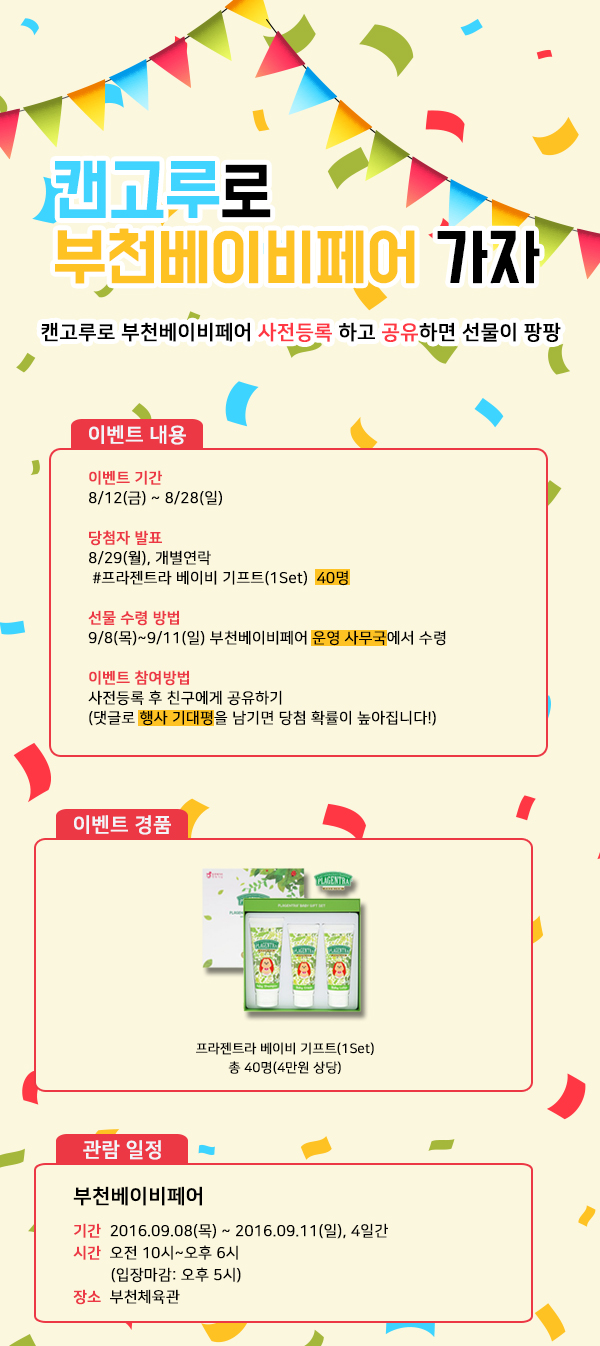 캔고루로
부천베이비페어 가자
캔고루로 부천베이비페어 사전등록 하고 공유하면 선물이 팡팡
이벤트 내용
이벤트 기간
8/12(금) ~ 8/28(일)
당첨자 발표
8/29(월), 개별연락
#프라젠트라 베이비 기프트(1Set) 40명
선물 수령 방법
9/8(목)~9/11(일) 부천베이비페어 운영 사무국에서 수령
이벤트 참여방법
사전등록 후 친구에게 공유하기
(댓글로 행사 기대평을 남기면 당첨 확률이 높아집니다!)
이벤트 경품
PLAGENTRA
PLAGENTRA BABY GIFT SET
프라젠트라 베이비 기프트(1Set)
총 40명(4만원 상당)
관람 일정
부천베이비페어
기간 2016.09.08(목) ~ 2016.09.11(일), 4일간
시간 오전 10시~오후 6시
(입장마감: 오후 5시)
장소 부천체육관